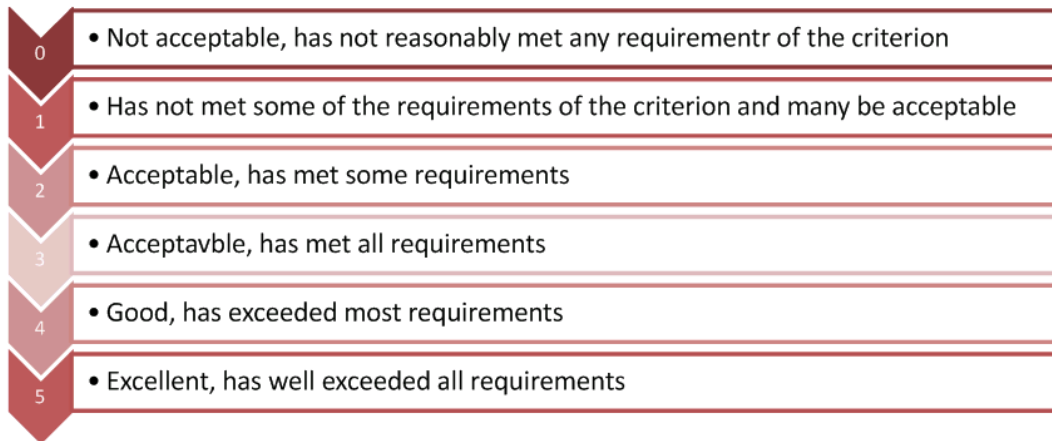 0
• Not acceptable, has not reasonably met any requirementr of the criterion
1
• Has not met some of the requirements of the criterion and many be acceptable
2
• Acceptable, has met some requirements
3
• Acceptavble, has met all requirements
4
• Good, has exceeded most requirements
5
• Excellent, has well exceeded all requirements